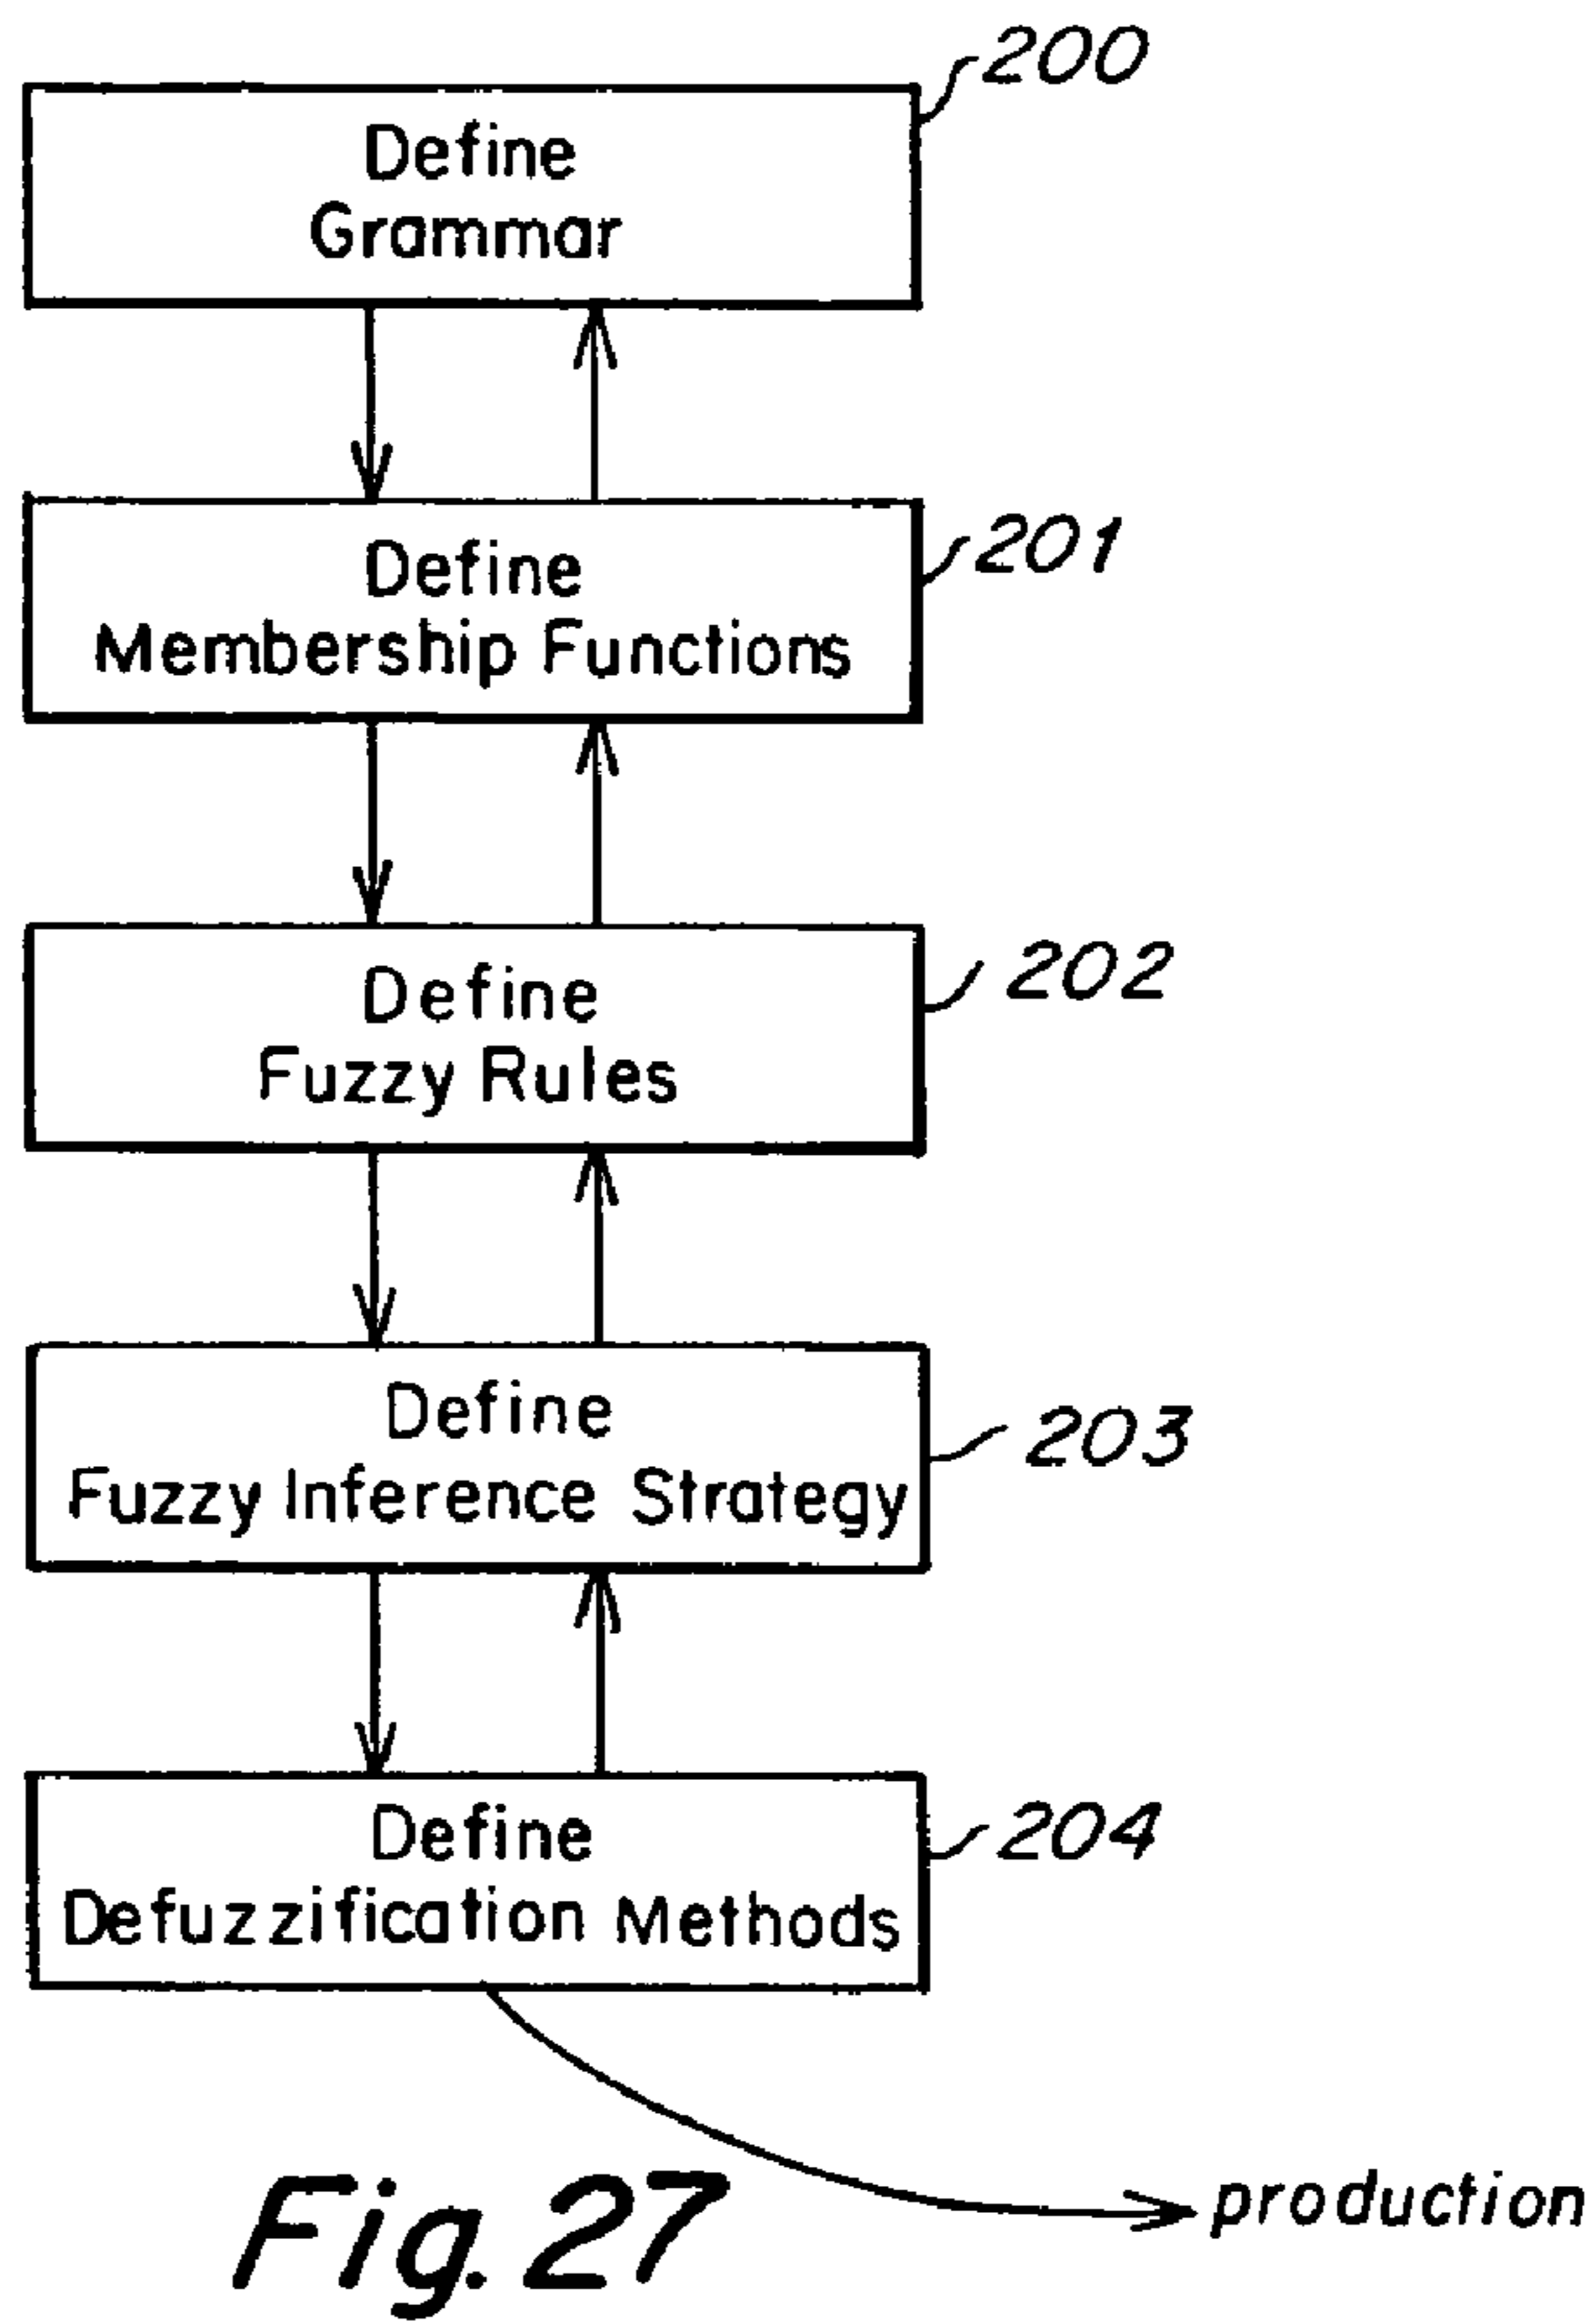 200
Define
Grammar
201
Define
Membership Functions
202
Define
Fuzzy Rules
203
Define
Fuzzy Inference Strategy
204
Define
Defuzzification Methods
production
Fig. 27